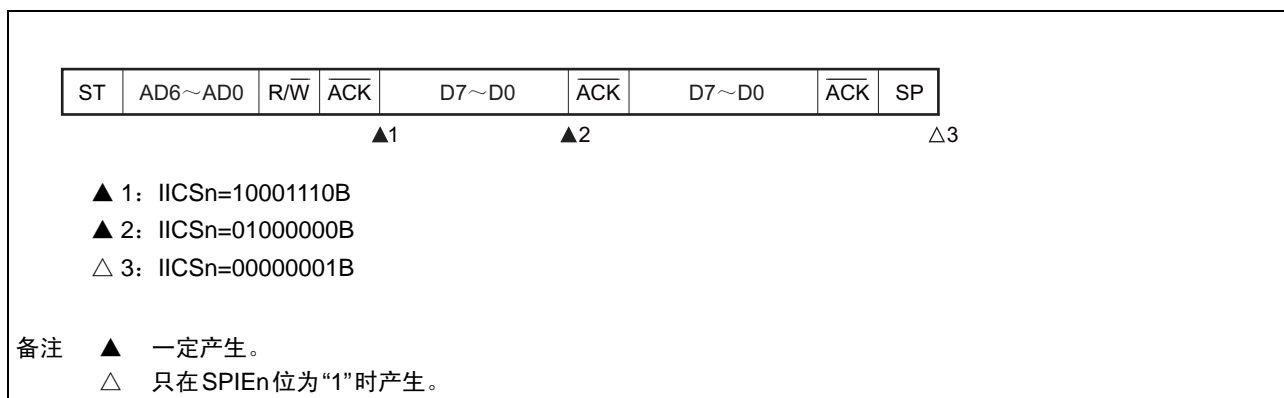 ST AD6～AD0 R/W ACK D7～D0 ACK D7～D0 ACK SP
▲1 ▲2 △3
▲ 1：IICSn=10001110B
▲ 2：IICSn=01000000B
△ 3：IICSn=00000001B
备注 ▲ 一定产生。
△ 只在SPIEn位为“1”时产生。